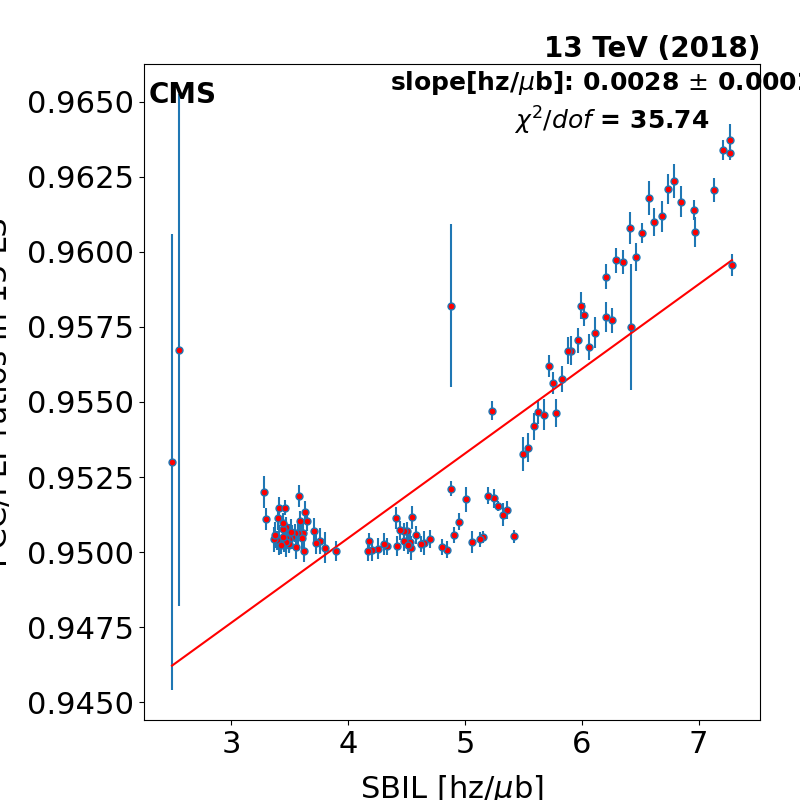 13 TeV (2018)
CMS
slope[hz/μb]: 0.0028 ± 0.000
χ²/dof = 35.74
0.9650
0.9625
0.9600
0.9575
0.9550
0.9525
0.9500
0.9475
0.9450
3 4 5 6 7
SBIL [hz/μb]
ratios in